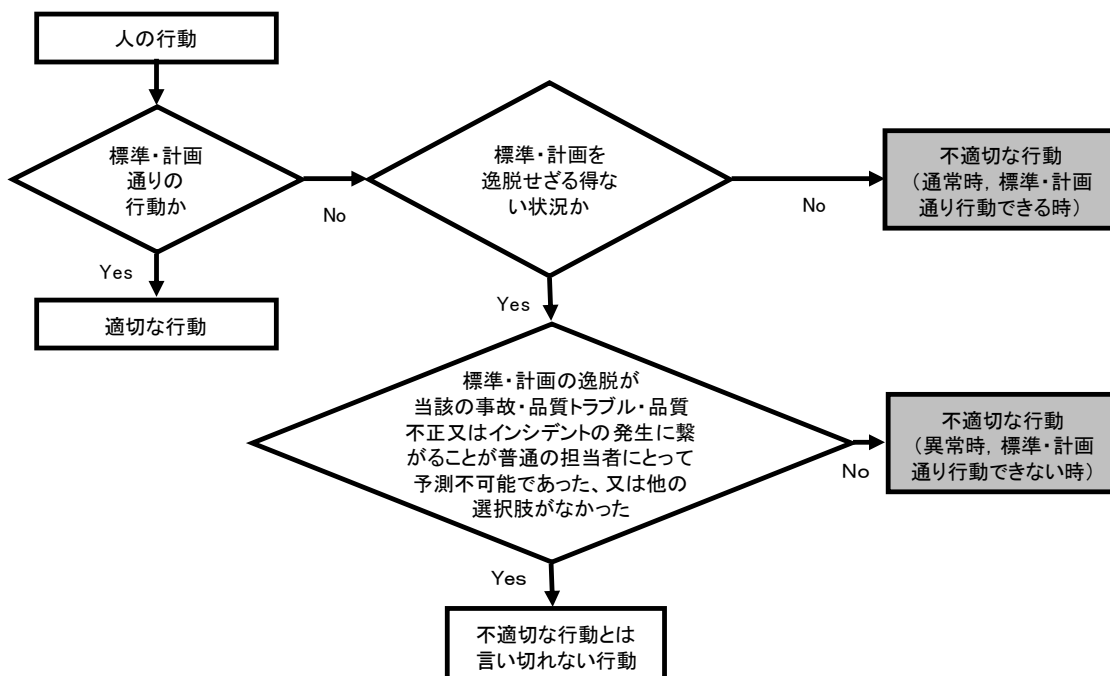 人の行動
標準・計画
通りの
行動か
No
Yes
適切な行動
標準・計画を
逸脱せざる得な
い状況か
No
不適切な行動
（通常時，標準・計画
通り行動できる時）
Yes
標準・計画の逸脱が
当該の事故・品質トラブル・品質
不正又はインシデントの発生に繋
がることが普通の担当者にとって
予測不可能であった、又は他の
選択肢がなかった
No
不適切な行動
（異常時，標準・計画
通り行動できない時）
Yes
不適切な行動とは
言い切れない行動